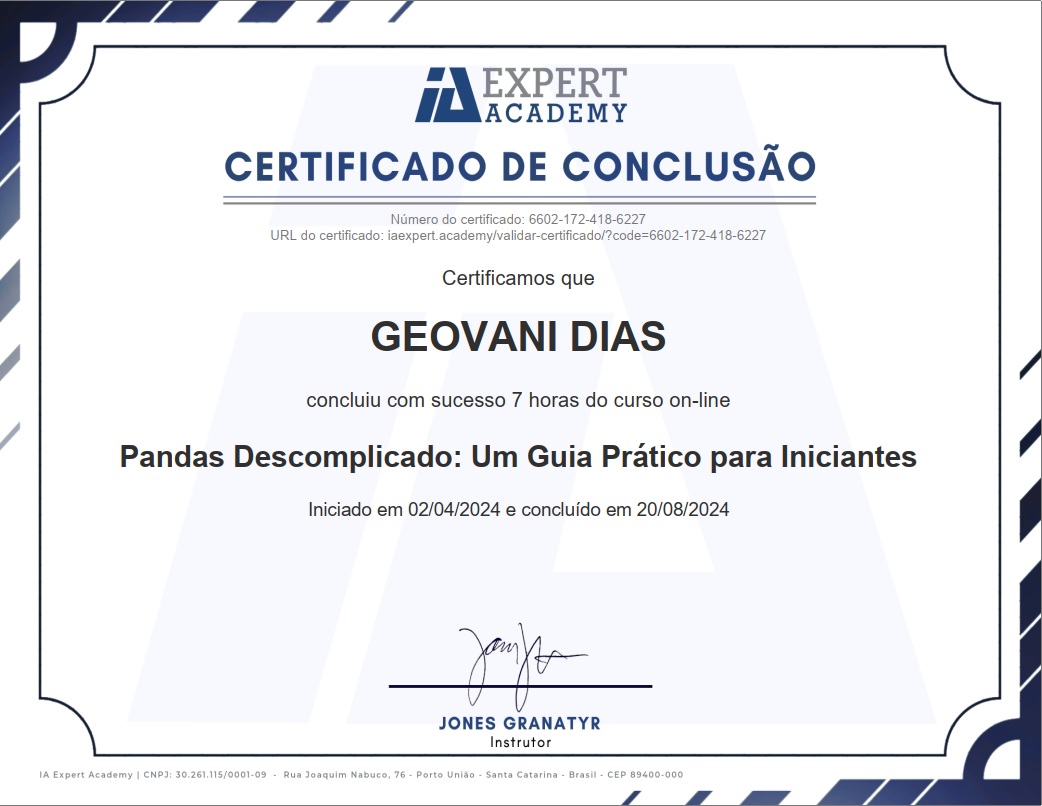 iA EXPERT
ACADEMY
CERTIFICADO DE CONCLUSÃO
Número do certificado: 6602-172-418-6227
URL do certificado: iaexpert.academy/validar-certificado/?code=6602-172-418-6227
Certificamos que
GEOVANI DIAS
concluiu com sucesso 7 horas do curso on-line
Pandas Descomplicado: Um Guia Prático para Iniciantes
Iniciado em 02/04/2024 e concluído em 20/08/2024
JONES GRANATYR
Instrutor
IA Expert Academy | CNPJ: 30.261.115/0001-09 - Rua Joaquim Nabuco, 76 - Porto União - Santa Catarina - Brasil - CEP 89400-000